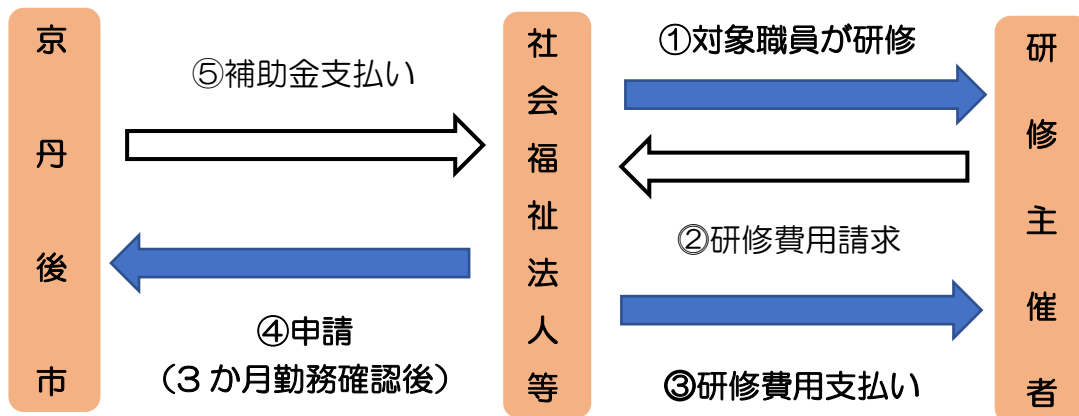 京丹後市
⑤補助金支払い
④申請
（3か月勤務確認後）
社会福祉法人等
①対象職員が研修
②研修費用請求
③研修費用支払い
研修主催者